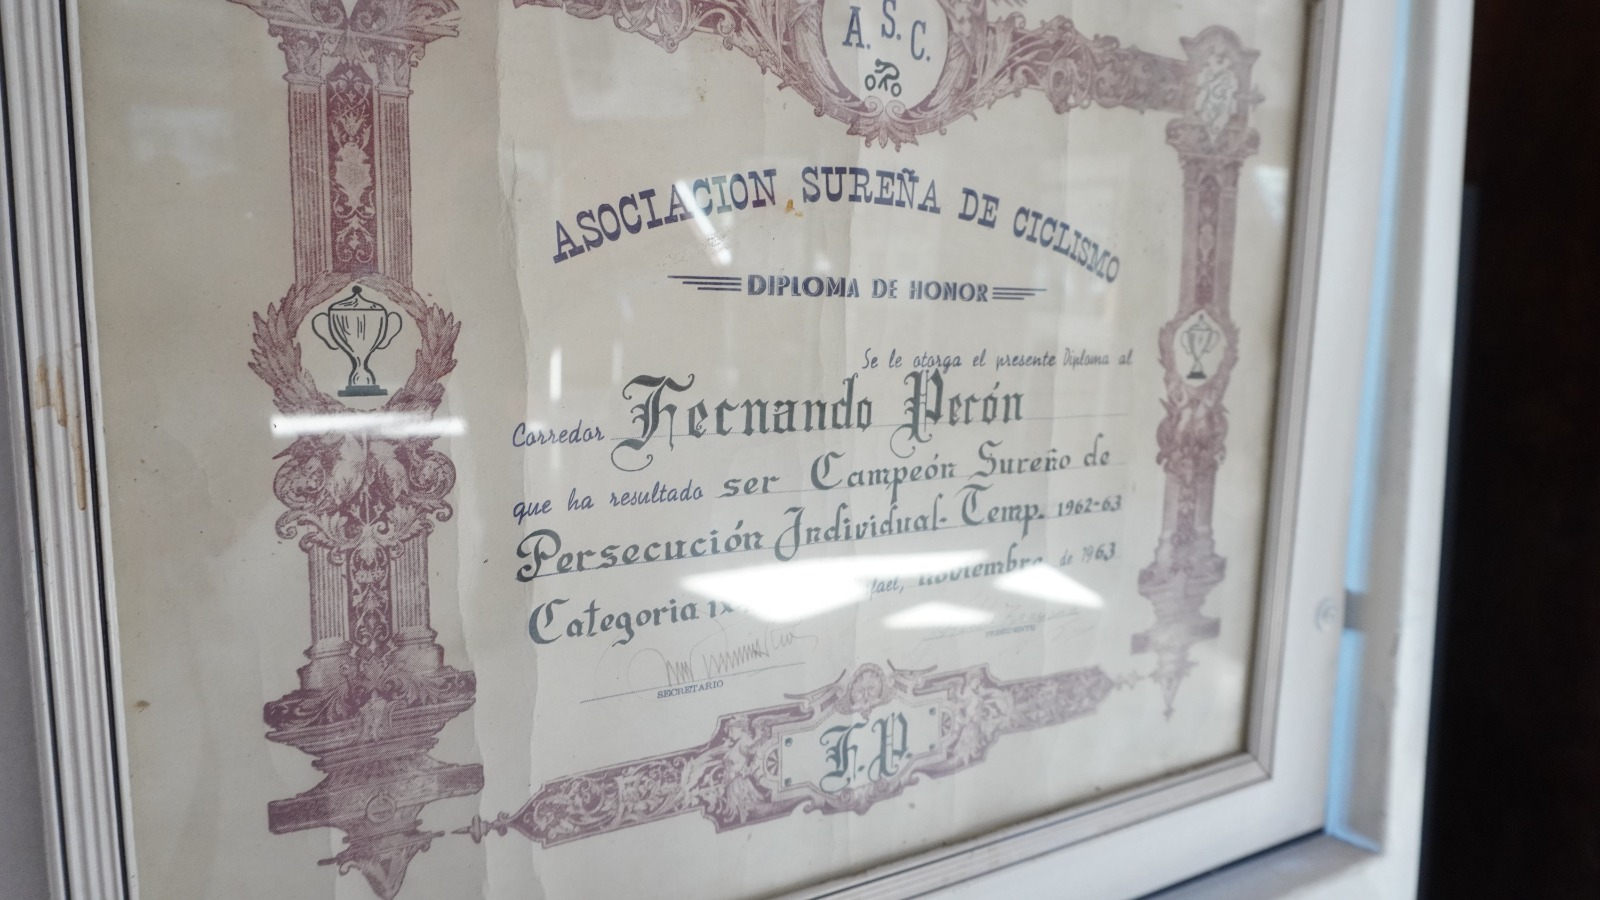 A. S. C.
ASOCIACION SUREÑA DE CICLISMO
DIPLOMA DE HONOR
Se le otorga el presente Diploma al
Corredor Fernando Perón
que ha resultado ser Campeón Sureño de
Persecución Individual- Temp. 1962-63
Categoria
noviembre de 1963
SECRETARIO
PRESIDENTE
F. P.